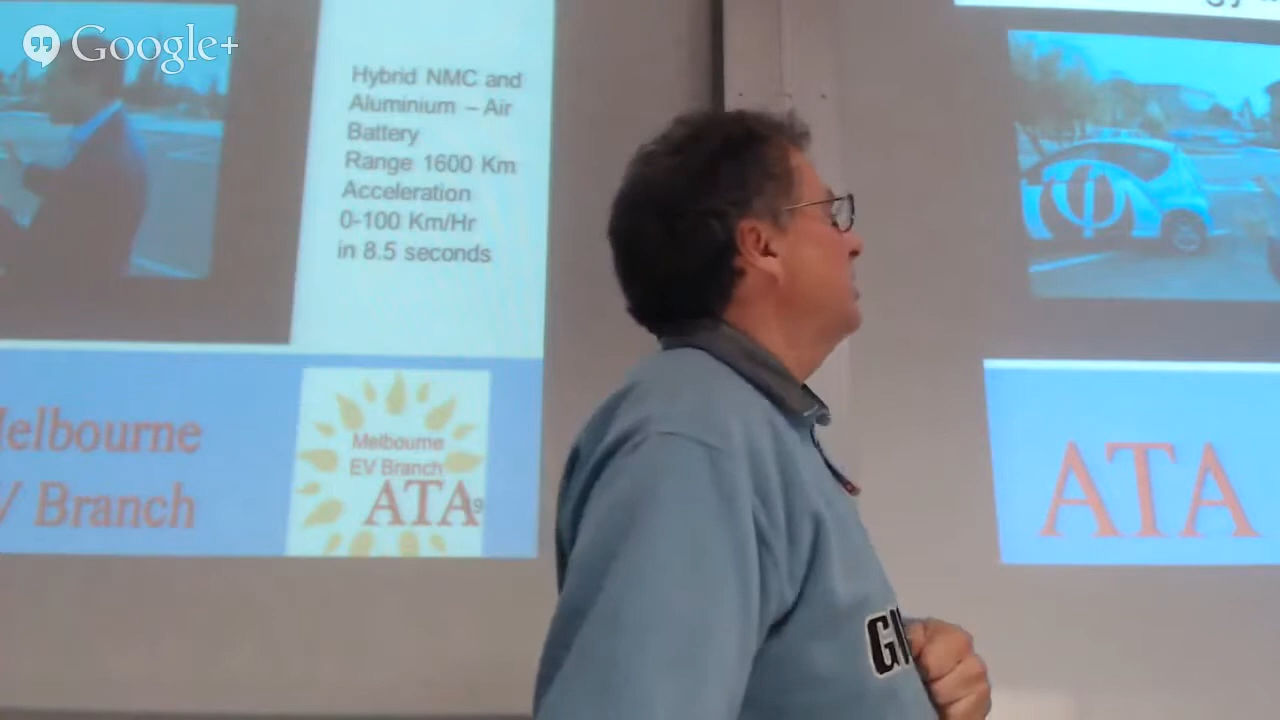 Google+
Hybrid NMC and
Aluminium – Air
Battery
Range 1600 Km
Acceleration
0-100 Km/Hr
in 8.5 seconds
Branch
Melbourne
EV Branch
ATA
19
ATA